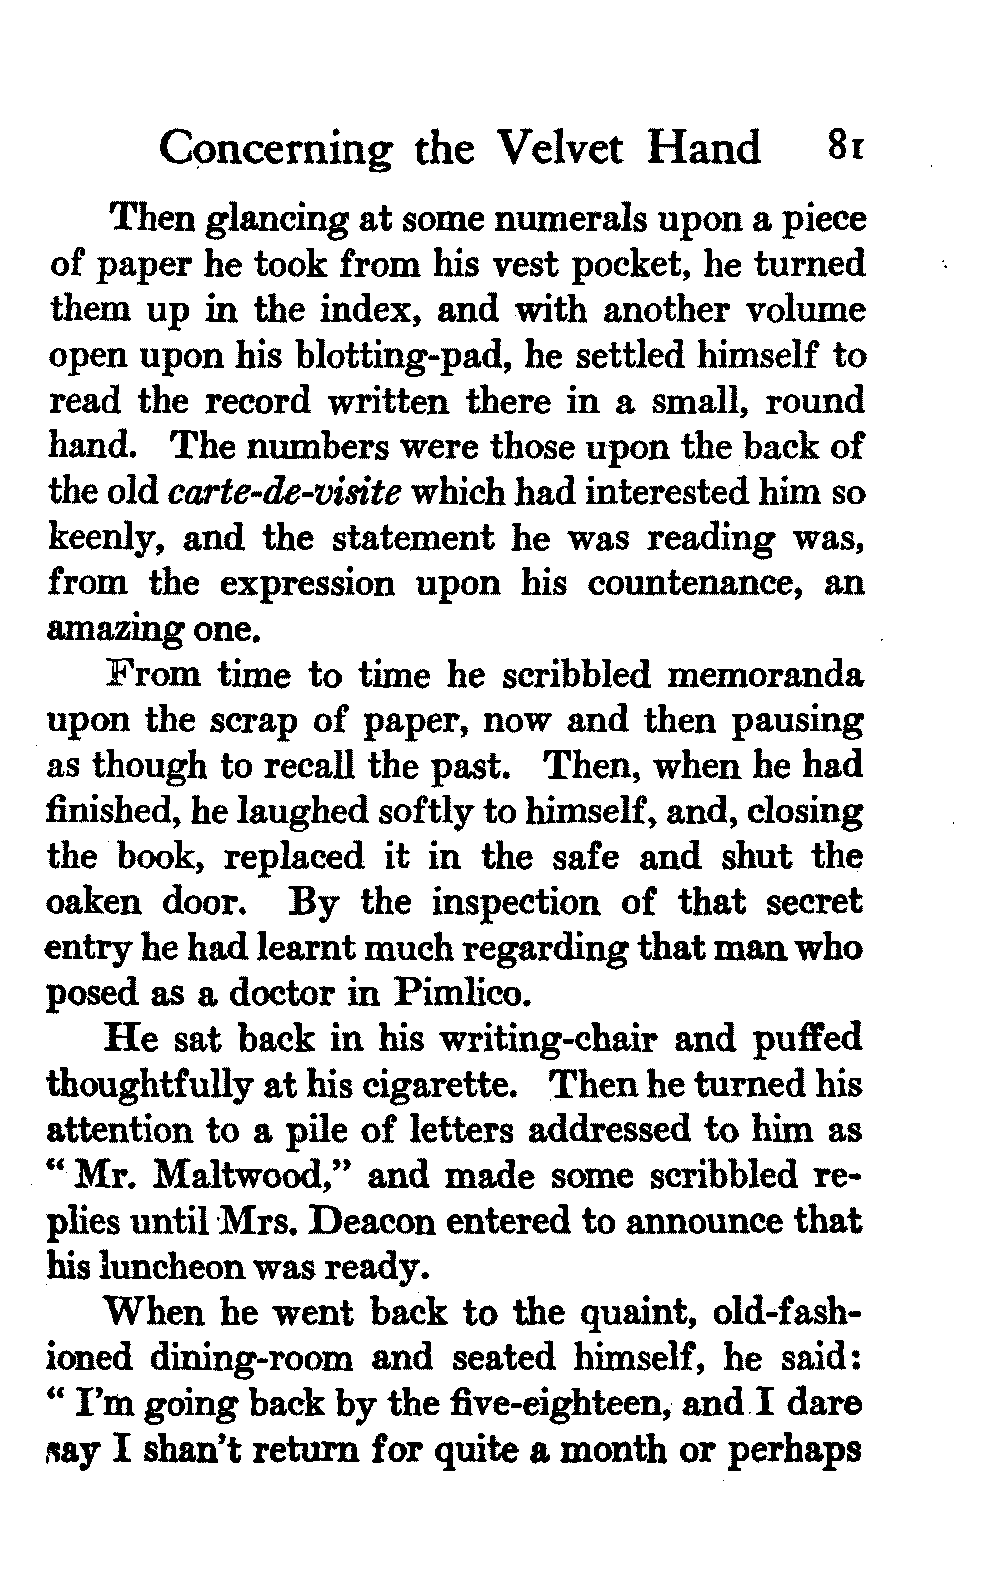 Concerning the Velvet Hand 81
Then glancing at some numerals upon a piece
of paper he took from his vest pocket, he turned
them up in the index, and with another volume
open upon his blotting-pad, he settled himself to
read the record written there in a small, round
hand. The numbers were those upon the back of
the old carte-de-visite which had interested him so
keenly, and the statement he was reading was,
from the expression upon his countenance, an
amazing one.
From time to time he scribbled memoranda
upon the scrap of paper, now and then pausing
as though to recall the past. Then, when he had
finished, he laughed softly to himself, and, closing
the book, replaced it in the safe and shut the
oaken door. By the inspection of that secret
entry he had learnt much regarding that man who
posed as a doctor in Pimlico.
He sat back in his writing-chair and puffed
thoughtfully at his cigarette. Then he turned his
attention to a pile of letters addressed to him as
“ Mr. Maltwood,” and made some scribbled re-
plies until Mrs. Deacon entered to announce that
his luncheon was ready.
When he went back to the quaint, old-fash-
ioned dining-room and seated himself, he said:
“ I’m going back by the five-eighteen, and I dare
say I shan’t return for quite a month or perhaps